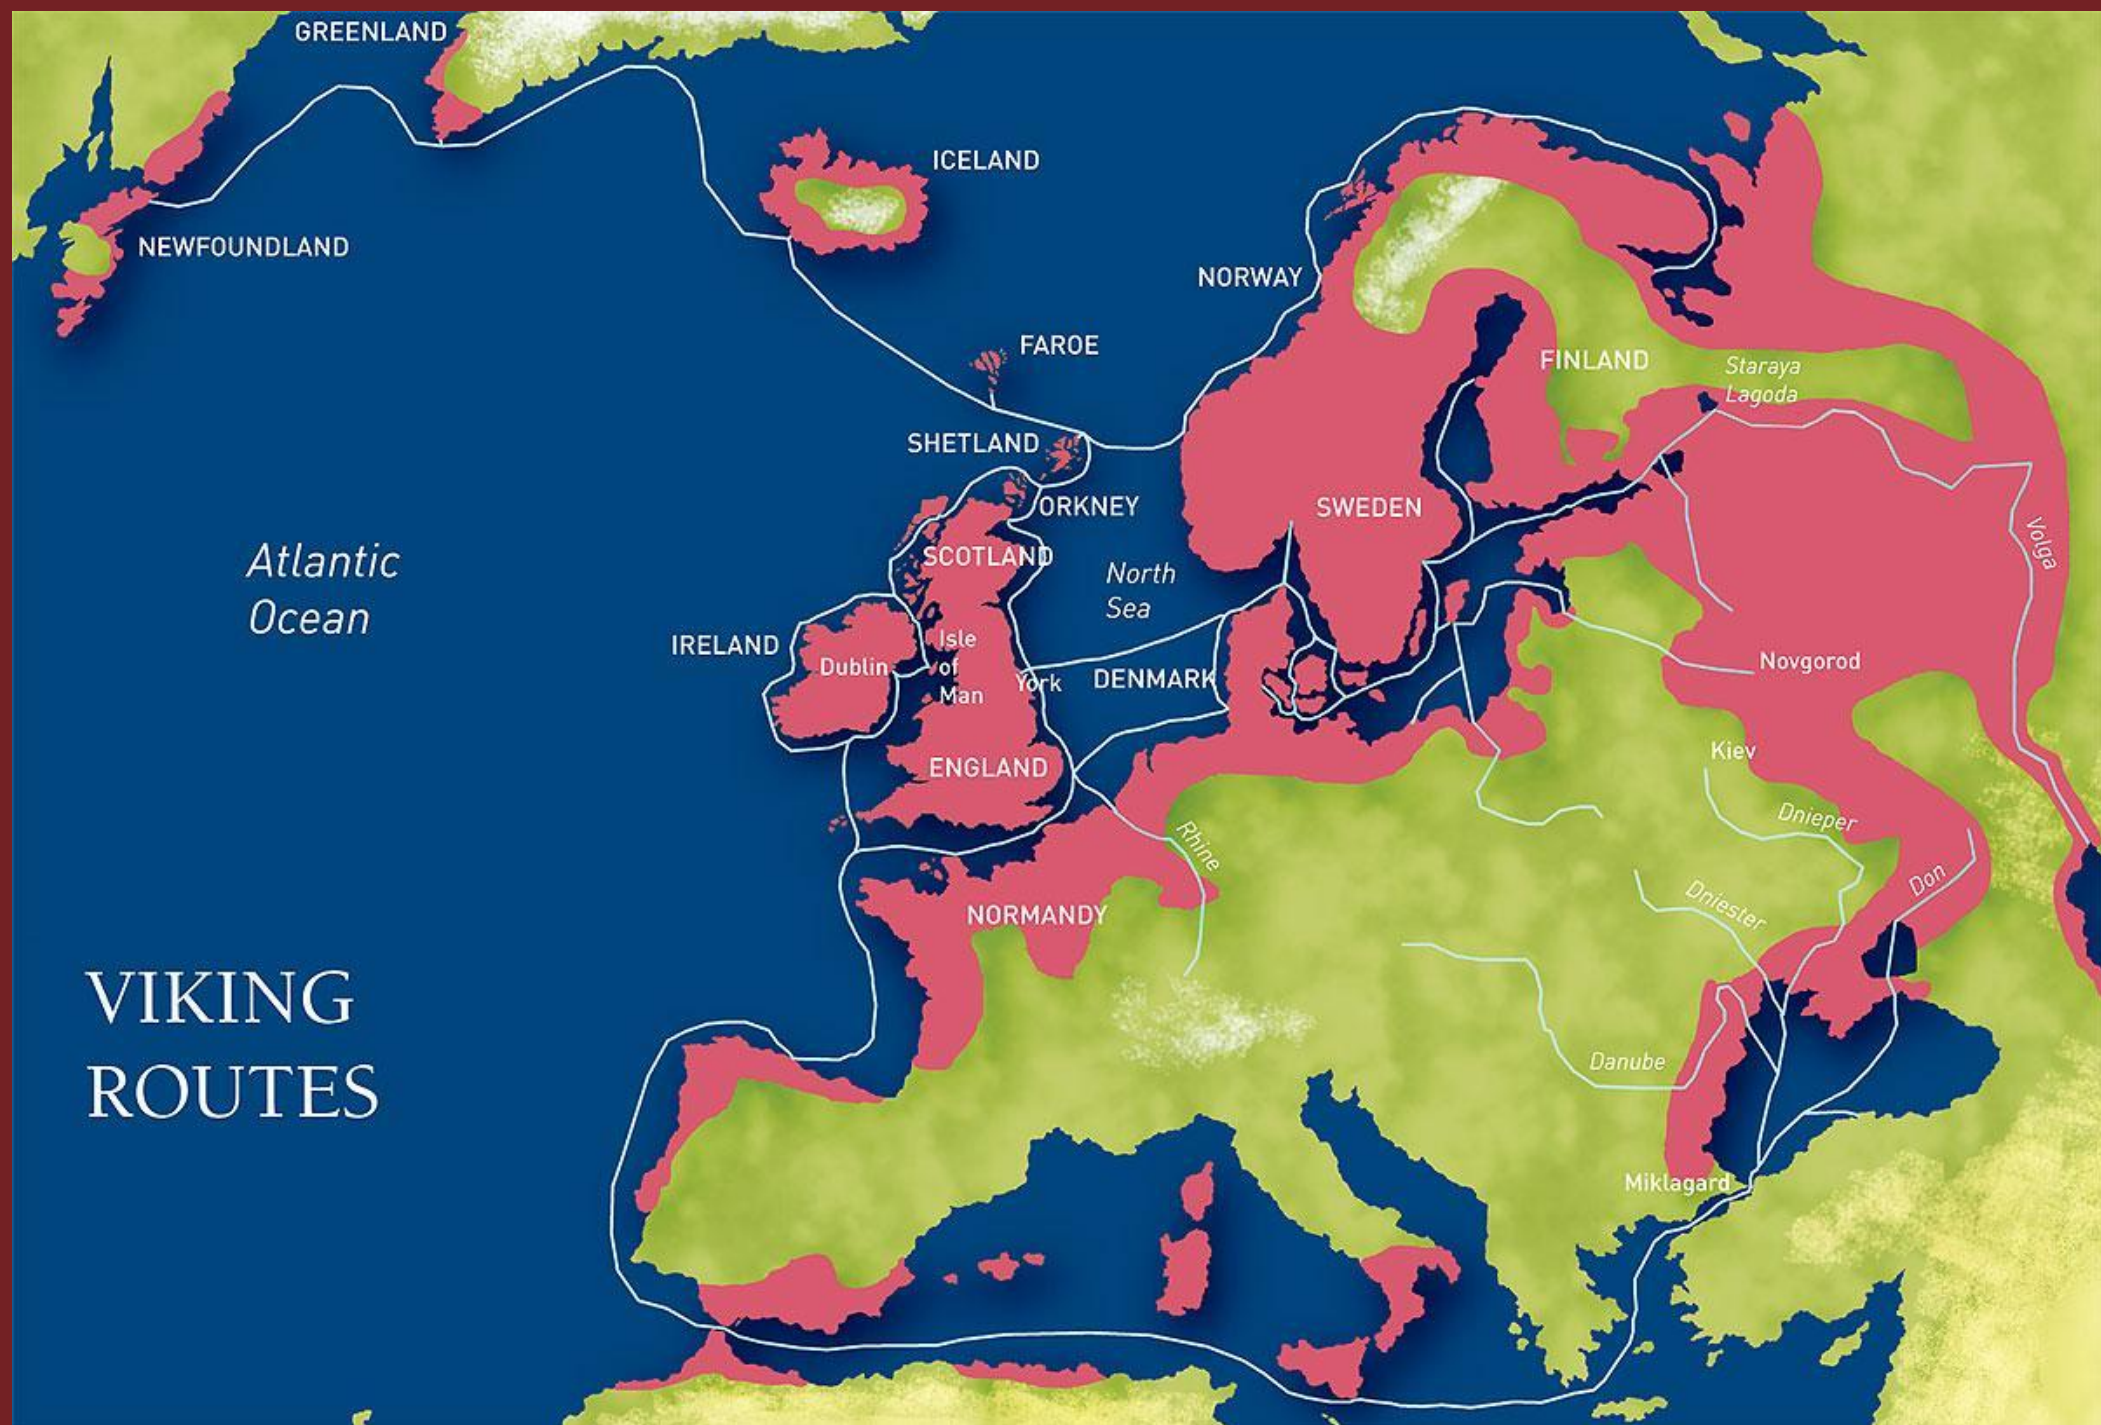 GREENLAND
ICELAND
NEWFOUNDLAND
NORWAY
FAROE
FINLAND
Staraya
Lagoda
SHETLAND
ORKNEY
SWEDEN
SCOTLAND
Volga
Atlantic
Ocean
North
Sea
IRELAND
Isle
of
Man
Dublin
York
DENMARK
Novgorod
ENGLAND
Kiev
Dnieper
Rhine
Don
Dniester
NORMANDY
VIKING
ROUTES
Danube
Miklagard